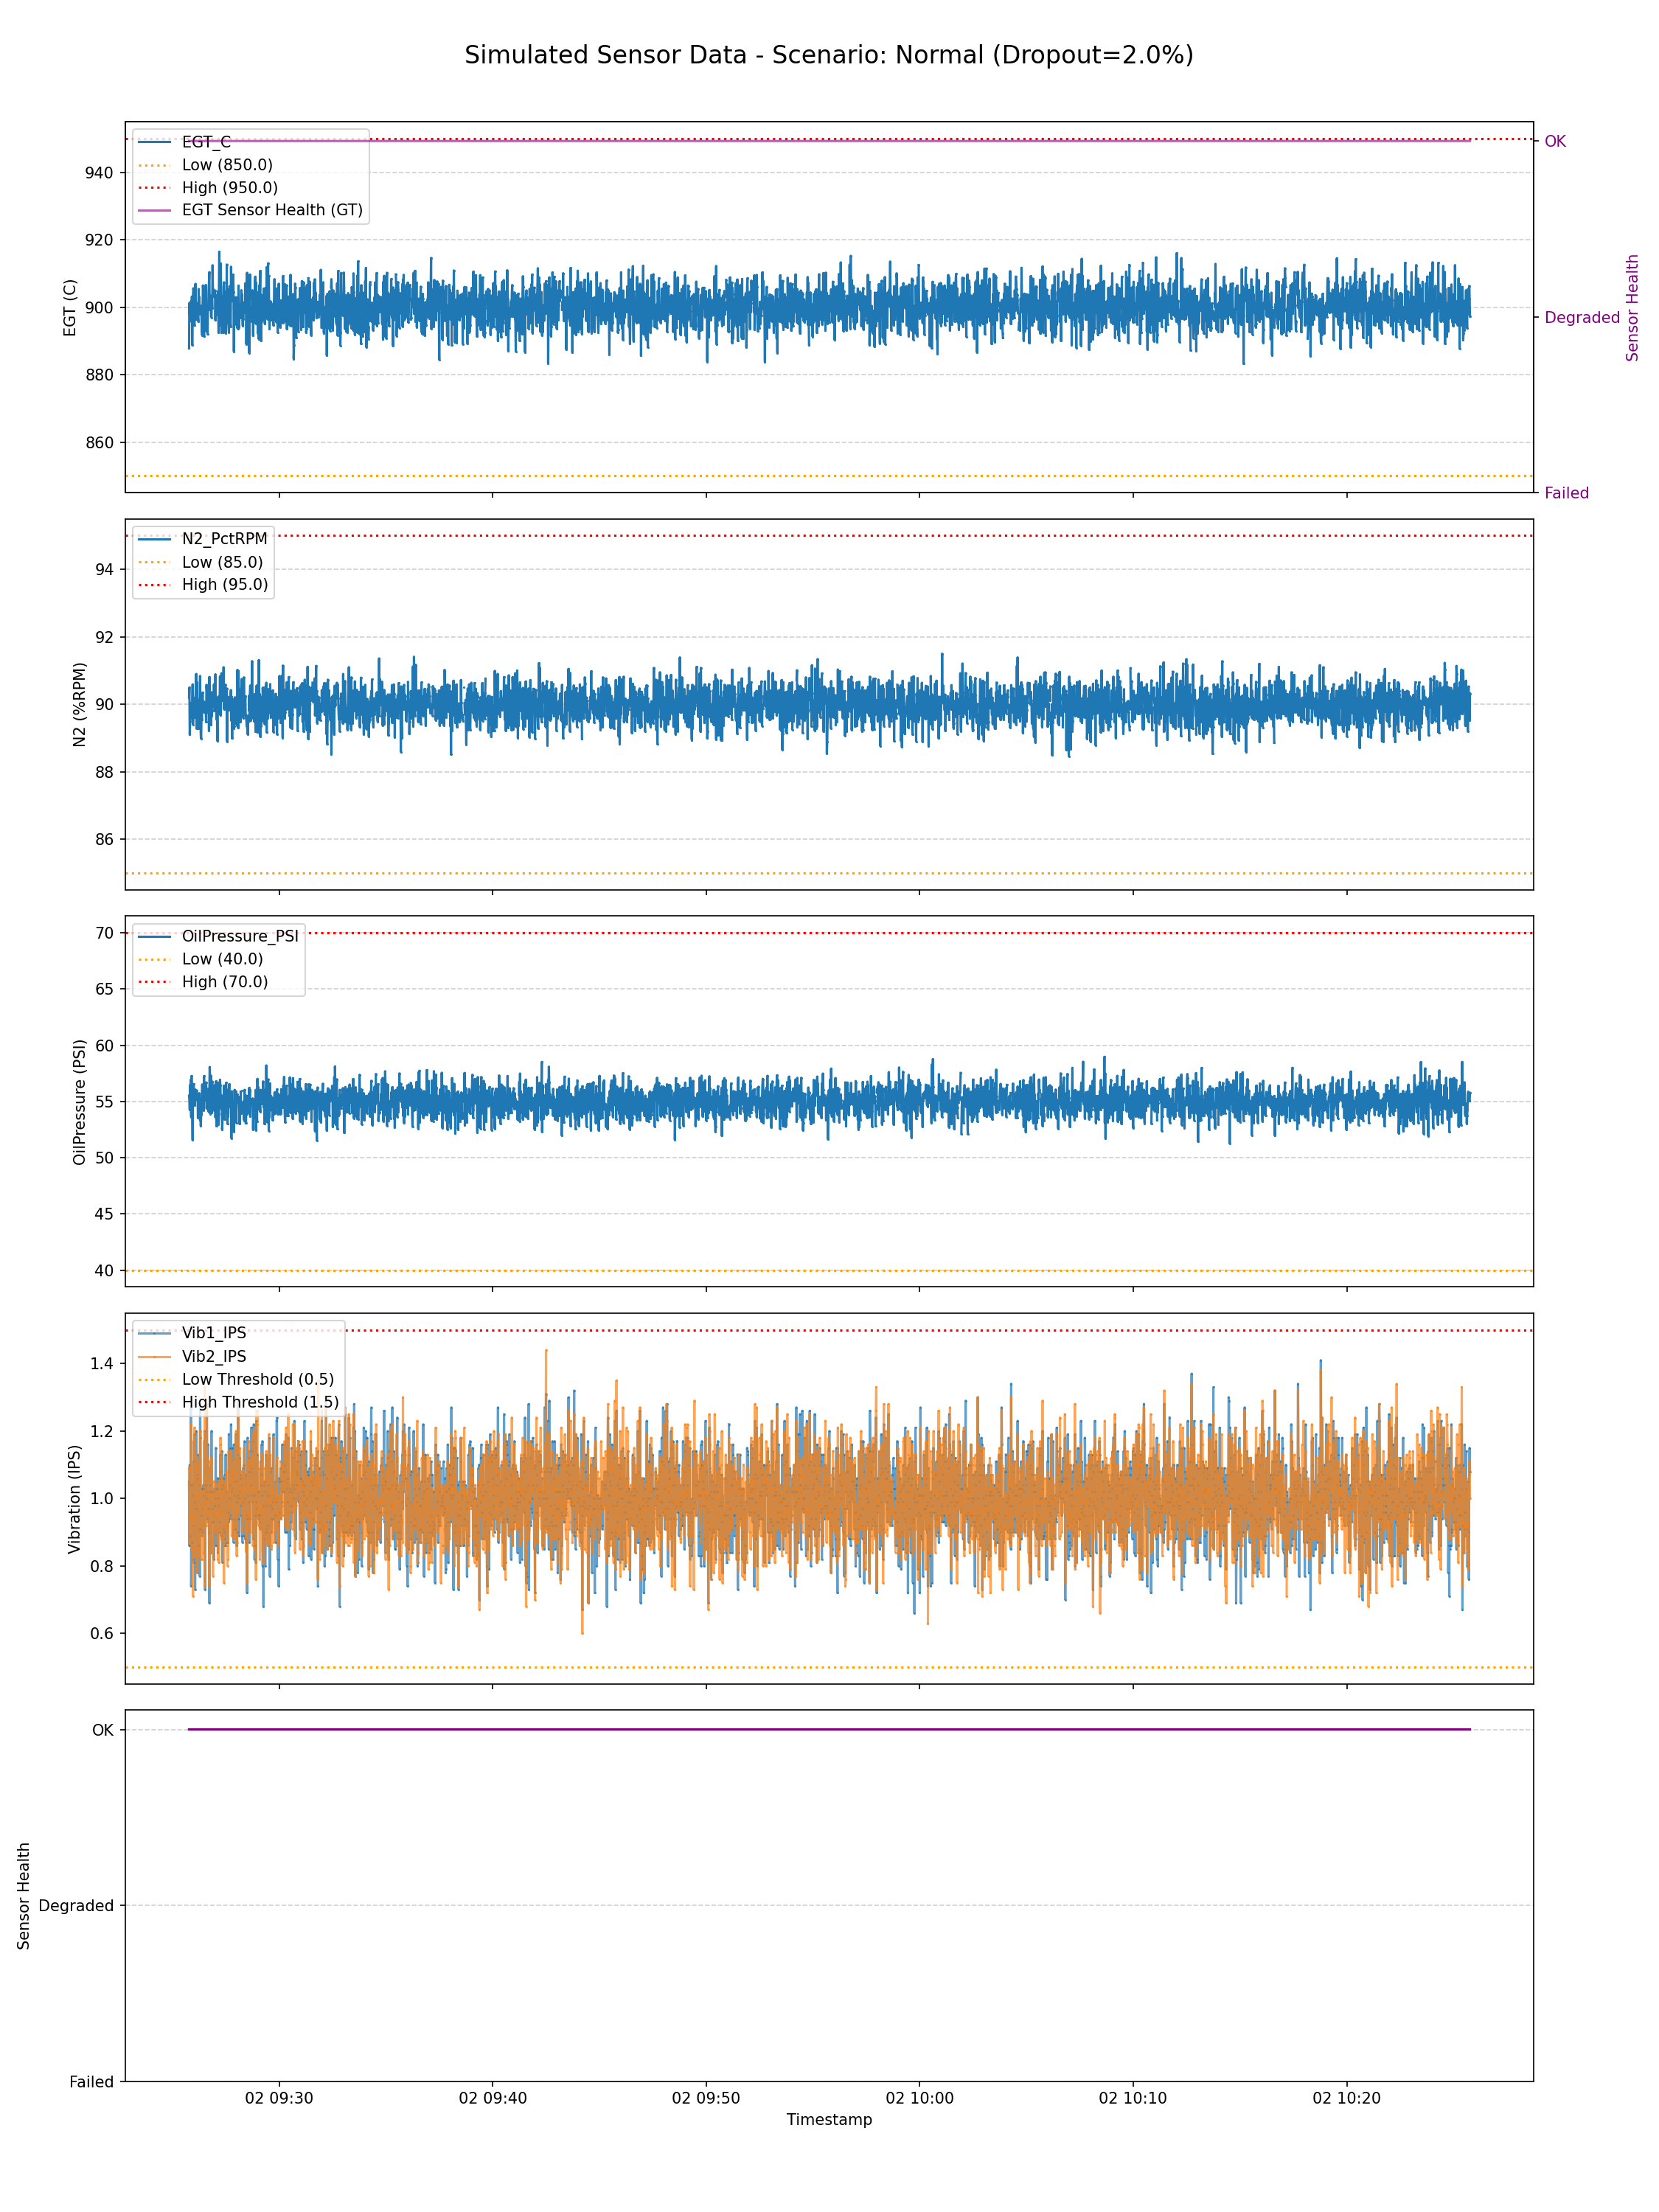 Simulated Sensor Data - Scenario: Normal (Dropout=2.0%)
EGT_C
Low (850.0)
High (950.0)
EGT Sensor Health (GT)
940
920
900
880
860
EGT (C)
OK
Degraded
Failed
Sensor Health
N2_PctRPM
Low (85.0)
High (95.0)
94
92
90
88
86
N2 (%RPM)
OilPressure_PSI
Low (40.0)
High (70.0)
70
65
60
55
50
45
40
OilPressure (PSI)
Vib1_IPS
Vib2_IPS
Low Threshold (0.5)
High Threshold (1.5)
1.4
1.2
1.0
0.8
0.6
Vibration (IPS)
OK
Degraded
Failed
Sensor Health
02 09:30 02 09:40 02 09:50 02 10:00 02 10:10 02 10:20
Timestamp